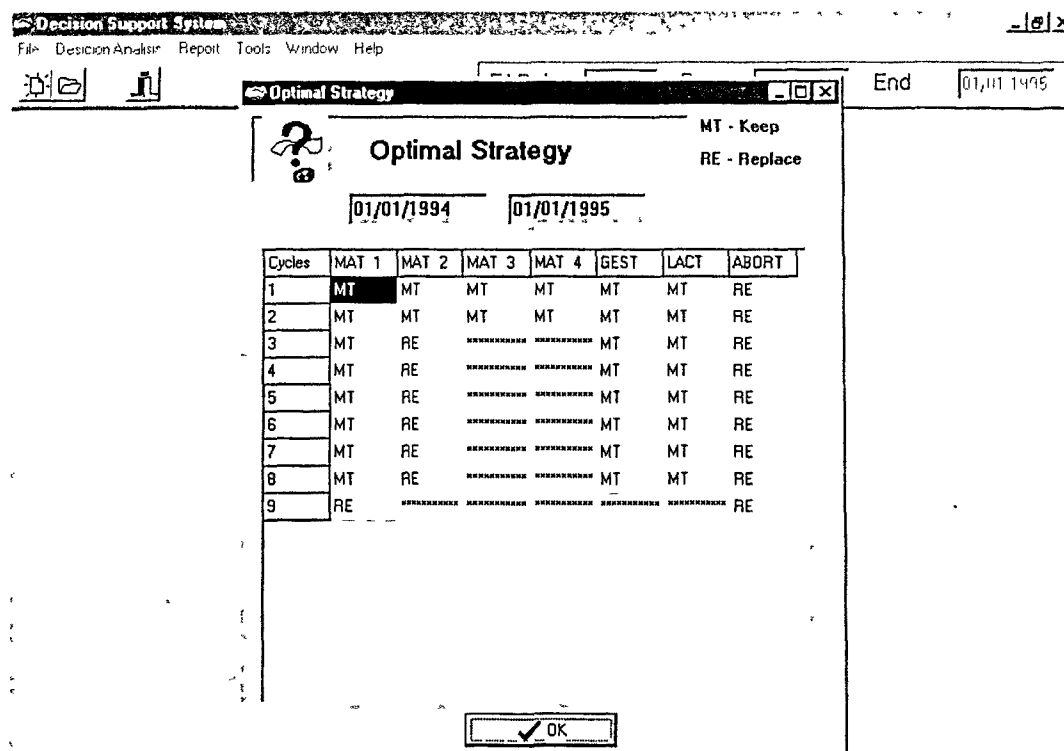 Decision Support System
File Desicion Analisis Report Tools Window Help
End 01/01 1995
Optimal Strategy
Optimal Strategy
MT - Keep
RE - Replace
01/01/1994 01/01/1995
Cycles MAT 1 MAT 2 MAT 3 MAT 4 GEST LACT ABORT
1 MT MT MT MT MT MT RE
2 MT MT MT MT MT MT RE
3 MT RE *********** *********** MT MT RE
4 MT RE *********** *********** MT MT RE
5 MT RE *********** *********** MT MT RE
6 MT RE *********** *********** MT MT RE
7 MT RE *********** *********** MT MT RE
8 MT RE *********** *********** MT MT RE
9 RE *********** *********** *********** *********** *********** RE
OK